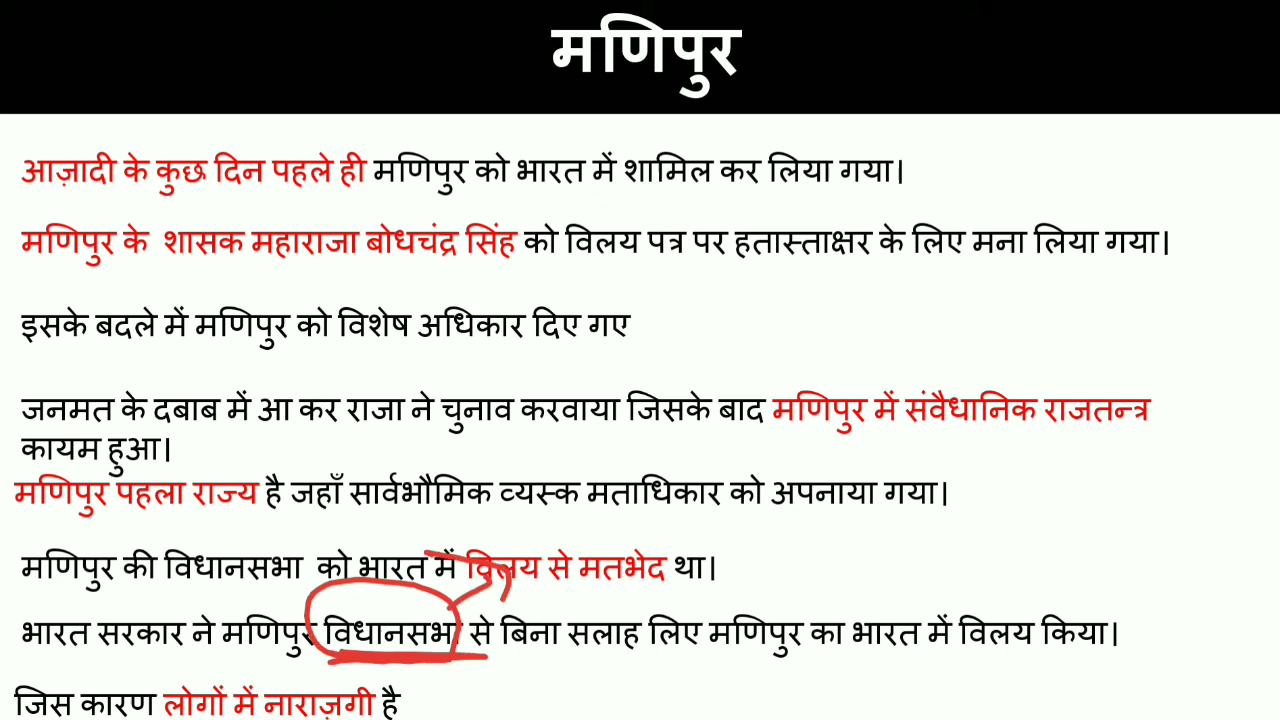 मणिपुर
आज़ादी के कुछ दिन पहले ही मणिपुर को भारत में शामिल कर लिया गया।
मणिपुर के शासक महाराजा बोधचंद्र सिंह को विलय पत्र पर हतास्ताक्षर के लिए मना लिया गया।
इसके बदले में मणिपुर को विशेष अधिकार दिए गए
जनमत के दबाब में आ कर राजा ने चुनाव करवाया जिसके बाद मणिपुर में संवैधानिक राजतन्त्र
कायम हुआ।
मणिपुर पहला राज्य है जहाँ सार्वभौमिक व्यस्क मताधिकार को अपनाया गया।
मणिपुर की विधानसभा को भारत में विलय से मतभेद था।
भारत सरकार ने मणिपुर विधानसभा से बिना सलाह लिए मणिपुर का भारत में विलय किया।
जिस कारण लोगों में नाराज़गी है